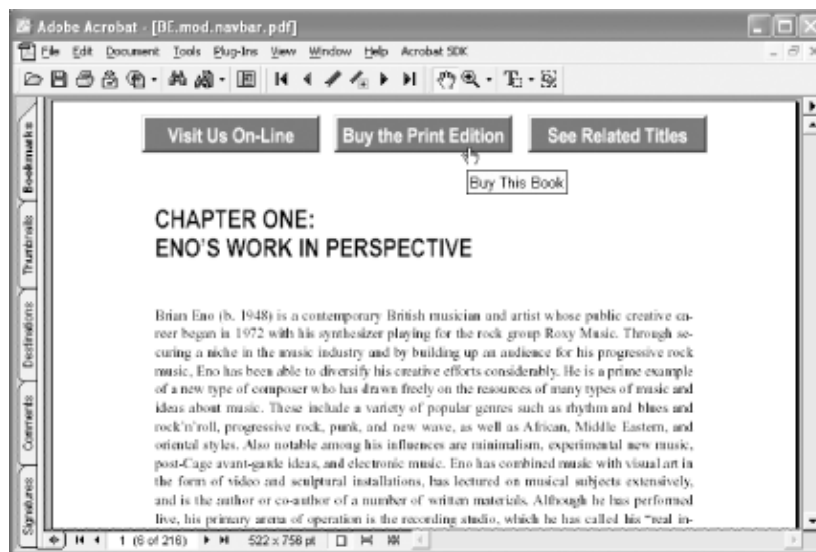 Adobe Acrobat - [BE.mod.navbar.pdf]
File Edit Document Tools Plug-Ins View Window Help Acrobat SDK
Visit Us On-Line Buy the Print Edition See Related Titles
Buy This Book
Bookmarks
Thumbnails
Destinations
Comments
Signatures
CHAPTER ONE:
ENO'S WORK IN PERSPECTIVE
Brian Eno (b. 1948) is a contemporary British musician and artist whose public creative ca-
reer began in 1972 with his synthesizer playing for the rock group Roxy Music. Through se-
curing a niche in the music industry and by building up an audience for his progressive rock
music, Eno has been able to diversify his creative efforts considerably. He is a prime example
of a new type of composer who has drawn freely on the resources of many types of music and
ideas about music. These include a variety of popular genres such as rhythm and blues and
rock'n'roll, progressive rock, punk, and new wave, as well as African, Middle Eastern, and
oriental styles. Also notable among his influences are minimalism, experimental new music,
post-Cage avant-garde ideas, and electronic music. Eno has combined music with visual art in
the form of video and sculptural installations, has lectured on musical subjects extensively,
and is the author or co-author of a number of written materials. Although he has performed
live, his primary arena of operation is the recording studio, which he has called his "real in-
1 (6 of 216) 522 x 756 pt